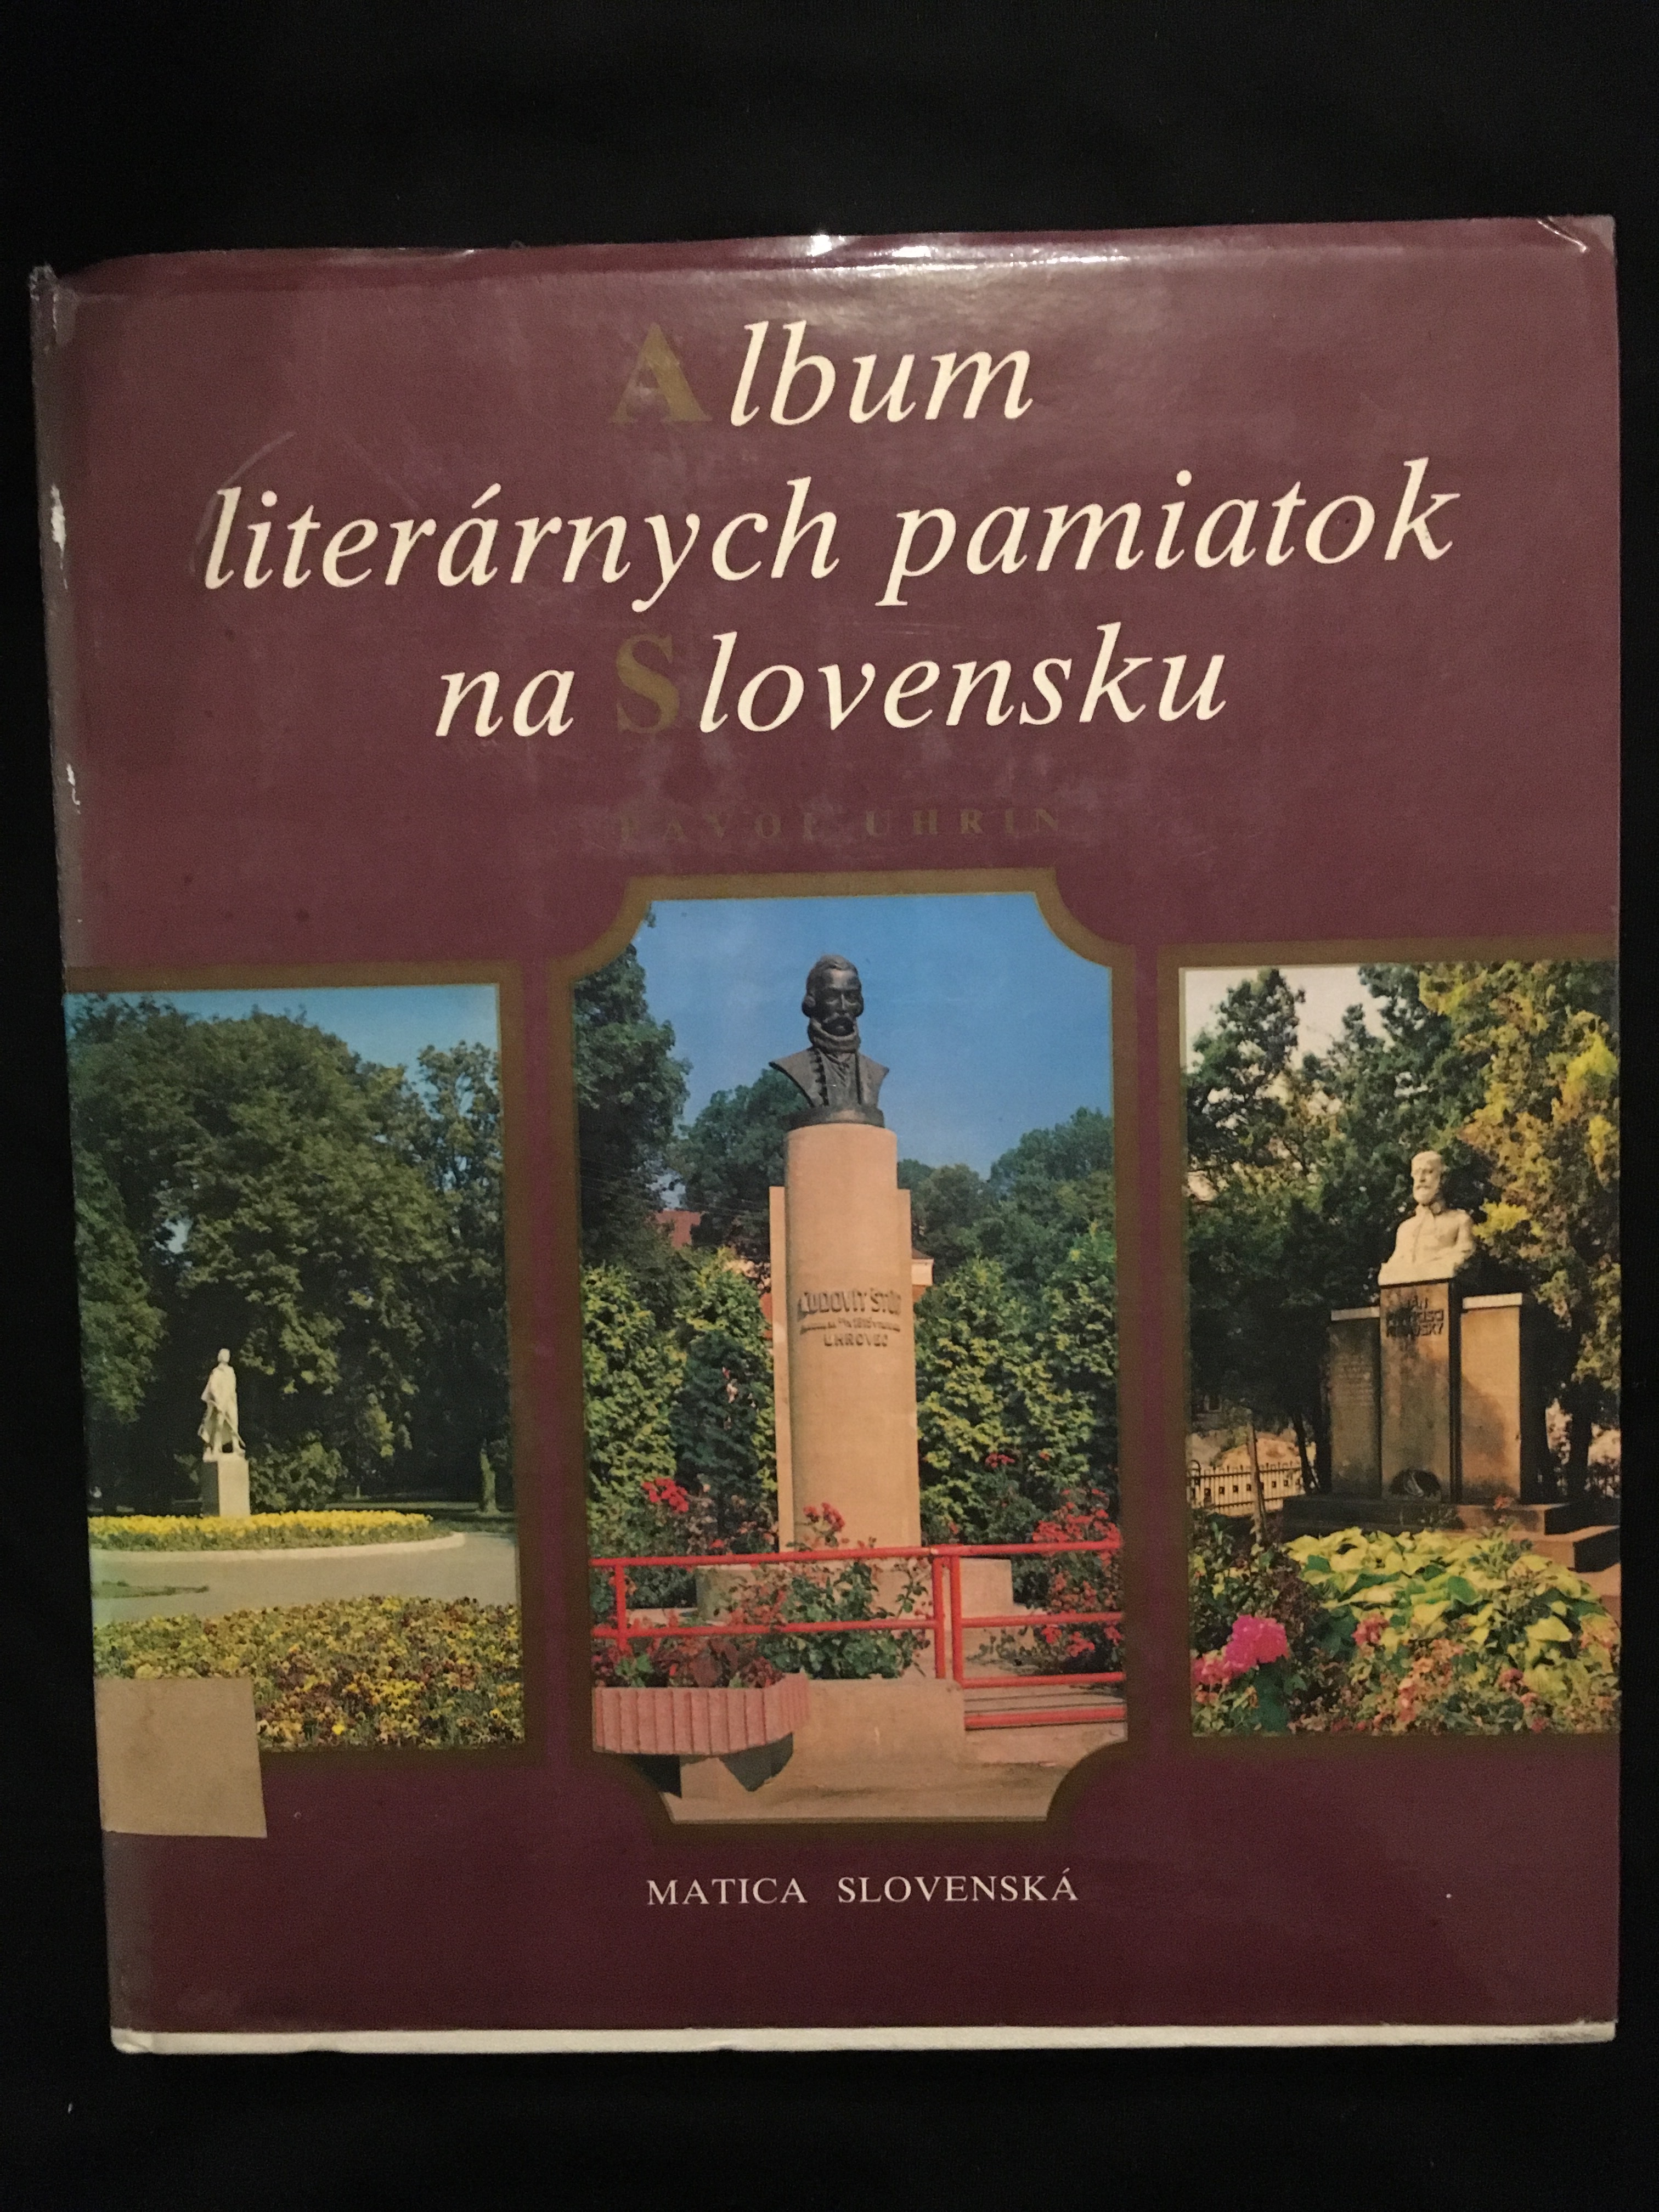 Album
literárnych pamiatok
na Slovensku
PAVOL UHRIN
ĽUDOVÍT ŠTÚR
UHROVEC
MATICA SLOVENSKÁ